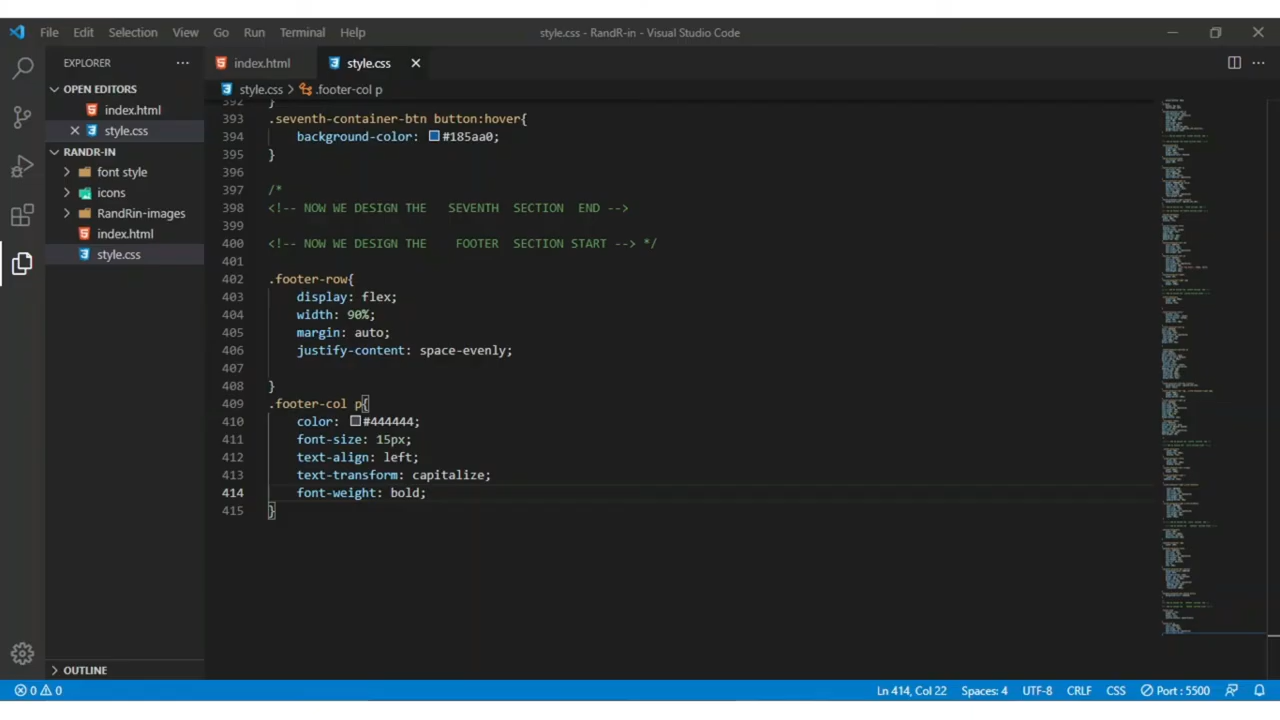 File Edit Selection View Go Run Terminal Help
style.css - RandR-in - Visual Studio Code
EXPLORER
OPEN EDITORS
index.html
style.css
RANDR-IN
font style
icons
RandRin-images
index.html
style.css
OUTLINE
index.html style.css
style.css > .footer-col p
392 }
393 .seventh-container-btn button:hover{
394 background-color: #185aa0;
395 }
396
397 /*
398 <!-- NOW WE DESIGN THE SEVENTH SECTION END -->
399
400 <!-- NOW WE DESIGN THE FOOTER SECTION START --> */
401
402 .footer-row{
403 display: flex;
404 width: 90%;
405 margin: auto;
406 justify-content: space-evenly;
407
408 }
409 .footer-col p{
410 color: #444444;
411 font-size: 15px;
412 text-align: left;
413 text-transform: capitalize;
414 font-weight: bold;
415 }
0 0 Ln 414, Col 22 Spaces: 4 UTF-8 CRLF CSS Port : 5500